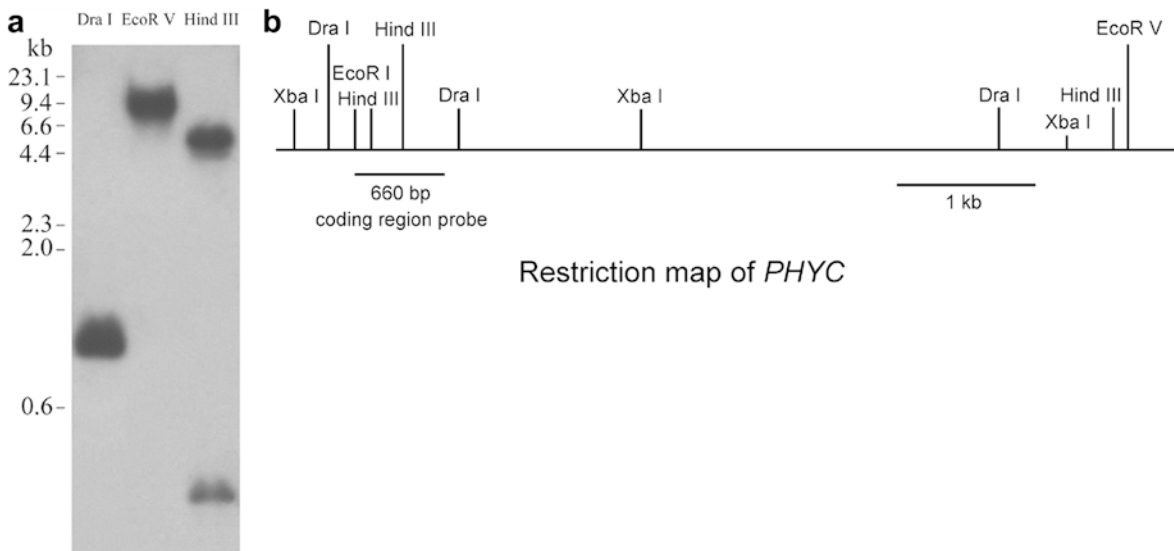 a
Dra I EcoR V Hind III
kb
23.1
9.4
6.6
4.4
2.3
2.0
0.6
b
Xba I
Dra I
EcoR I
Hind III
Hind III
Dra I
Xba I
Dra I
Xba I
Hind III
EcoR V
660 bp
coding region probe
1 kb
Restriction map of PHYC